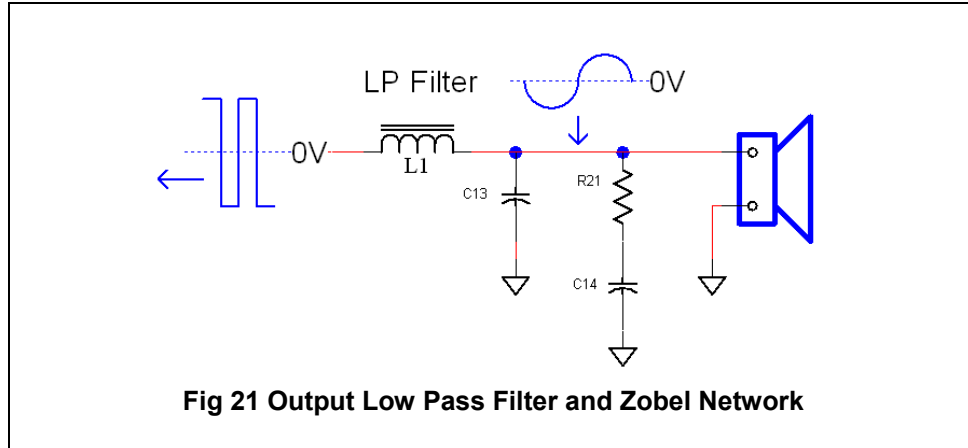 LP Filter
0V
0V
L1
C13
R21
C14
Fig 21 Output Low Pass Filter and Zobel Network